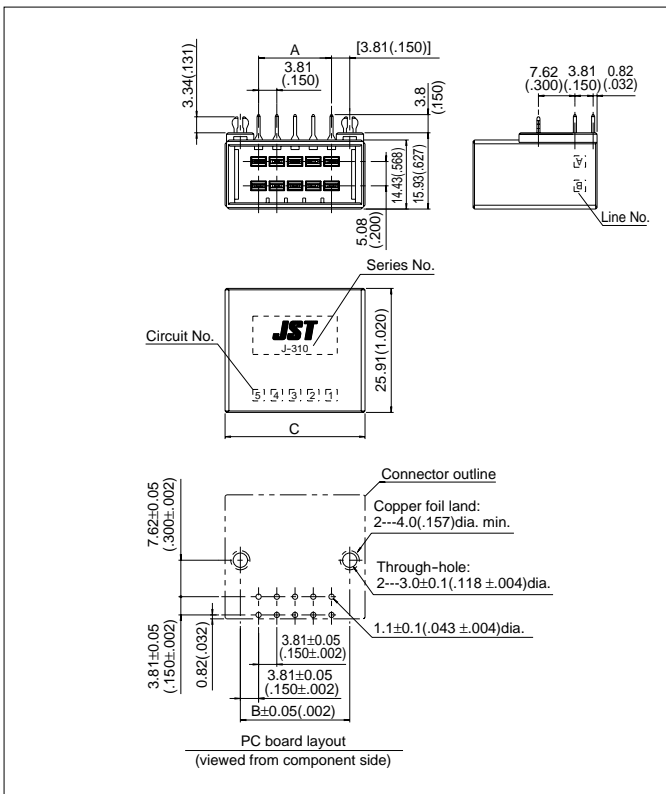 A
[3.81(.150)]
3.81
(.150)
3.34(.131)
3.8
(.150)
14.43(.568)
15.93(.627)
5.08
(.200)
7.62
(.300)
3.81
(.150)
0.82
(.032)
A
B
Line No.
Series No.
Circuit No.
JST
J-310
5 4 3 2 1
25.91(1.020)
C
Connector outline
Copper foil land:
2---4.0(.157)dia. min.
Through-hole:
2---3.0±0.1(.118 ±.004)dia.
1.1±0.1(.043 ±.004)dia.
7.62±0.05
(.300±.002)
3.81±0.05
(.150±.002)
0.82(.032)
3.81±0.05
(.150±.002)
3.81±0.05
(.150±.002)
B±0.05(.002)
PC board layout
(viewed from component side)